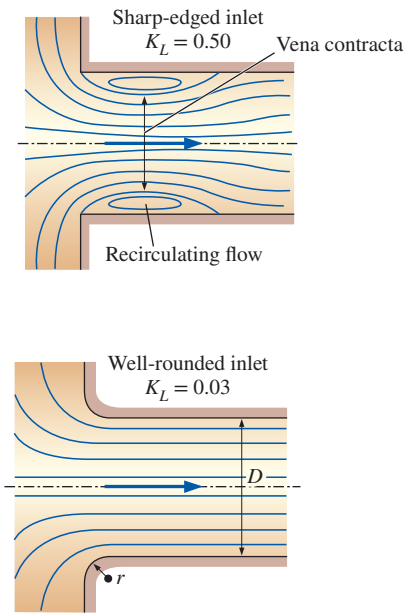 Sharp-edged inlet
K_L = 0.50
Vena contracta
Recirculating flow
Well-rounded inlet
K_L = 0.03
D
r